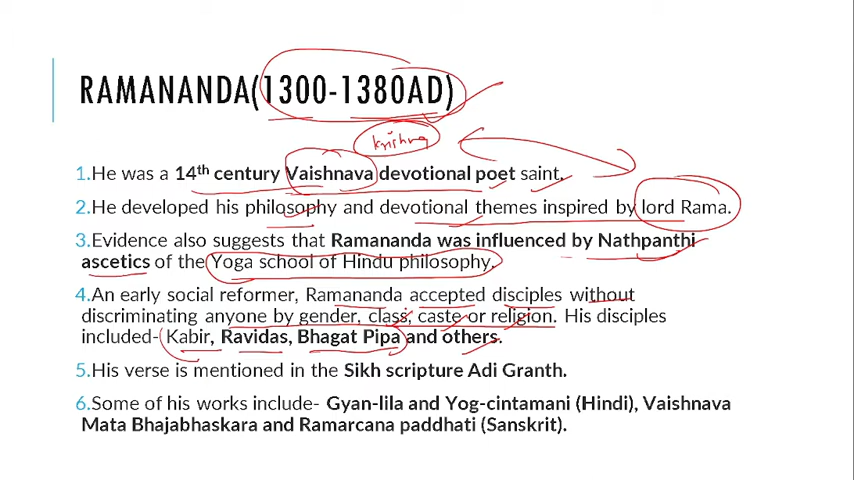 RAMANANDA(1300-1380AD)
krishna
1.He was a 14th century Vaishnava devotional poet saint.
2.He developed his philosophy and devotional themes inspired by lord Rama.
3.Evidence also suggests that Ramananda was influenced by Nathpanthi
ascetics of the Yoga school of Hindu philosophy.
4.An early social reformer, Ramananda accepted disciples without
discriminating anyone by gender, class, caste or religion. His disciples
included- Kabir, Ravidas, Bhagat Pipa and others.
5.His verse is mentioned in the Sikh scripture Adi Granth.
6.Some of his works include- Gyan-lila and Yog-cintamani (Hindi), Vaishnava
Mata Bhajabhaskara and Ramarcana paddhati (Sanskrit).